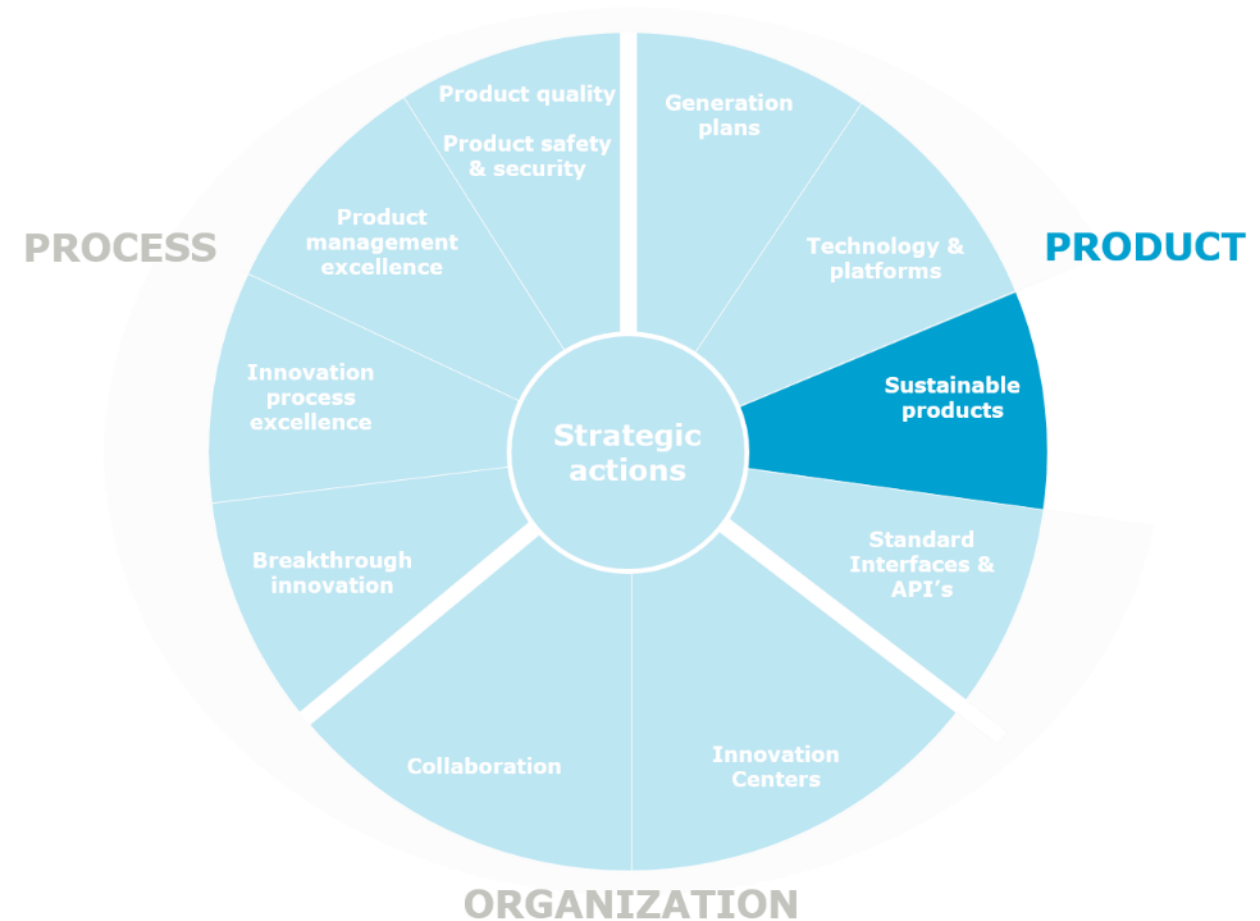 Product quality
Product safety
& security
Generation
plans
PROCESS
Product
management
excellence
Technology &
platforms
PRODUCT
Innovation
process
excellence
Strategic
actions
Sustainable
products
Breakthrough
innovation
Standard
Interfaces &
API’s
Collaboration
Innovation
Centers
ORGANIZATION